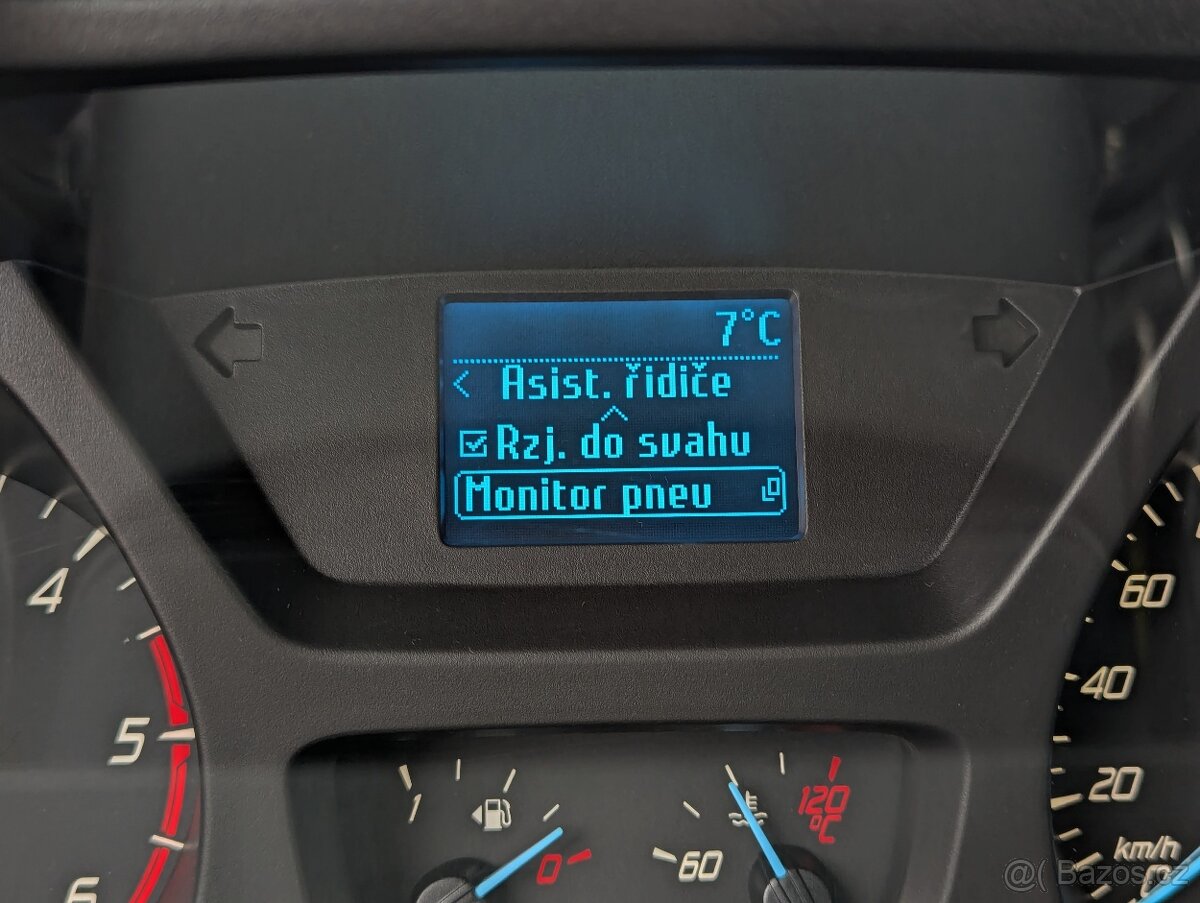 7°C
< Asist. řidiče
Rzj. do svahu
Monitor pneu
4
5
6
1
0
60
120
°C
60
40
20
km/h
@( Bazos.cz